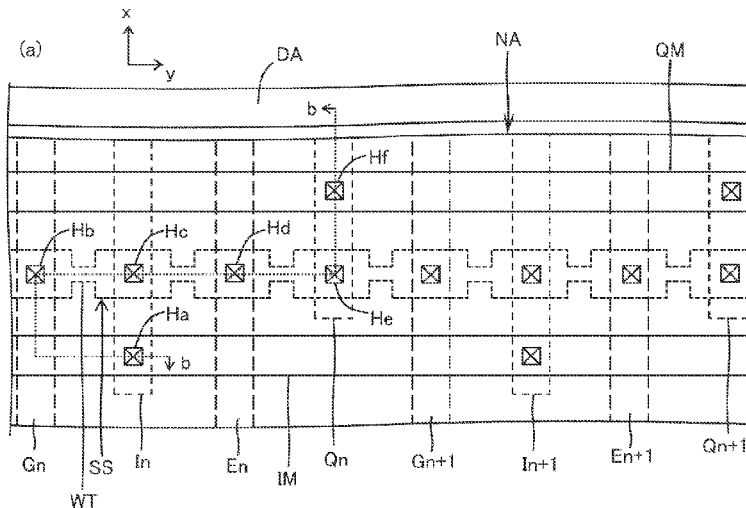 (a)
x
y
DA
NA
QM
b
Hf
Hb
Hc
Hd
He
Ha
b
Gn
WT
SS
In
En
IM
Qn
Gn+1
In+1
En+1
Qn+1